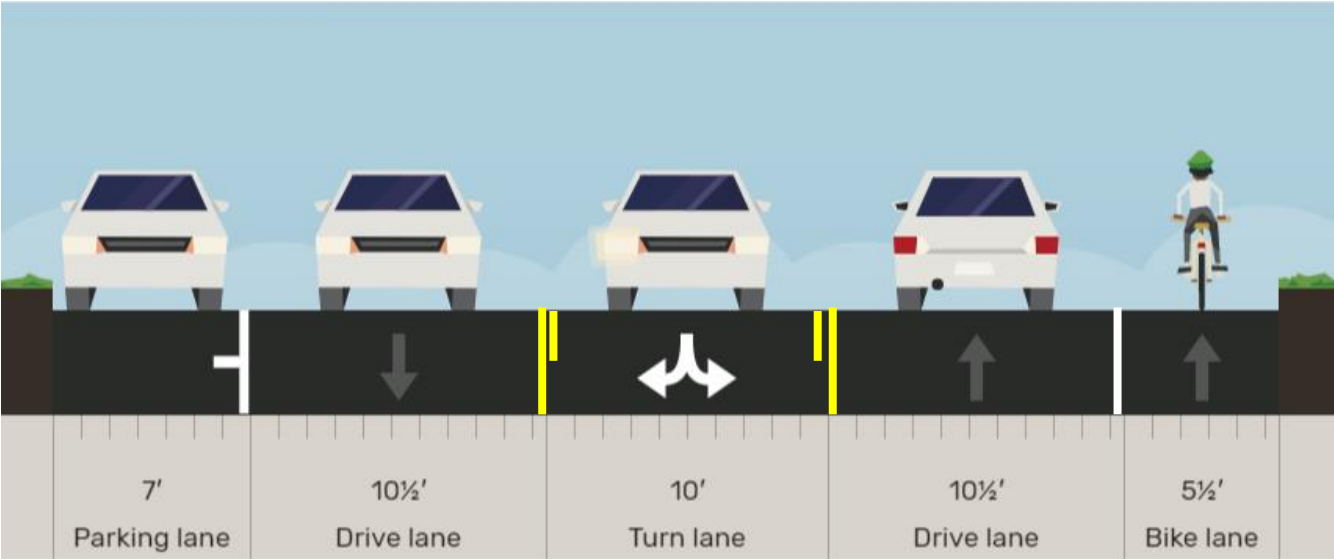 7′
Parking lane
10½′
Drive lane
10′
Turn lane
10½′
Drive lane
5½′
Bike lane